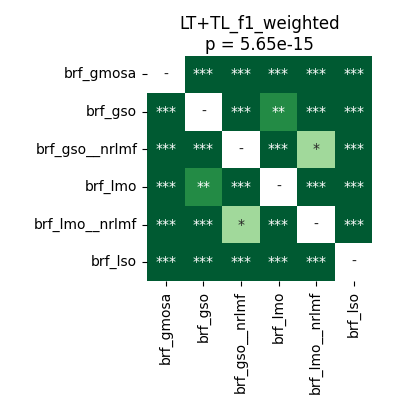 LT+TL_f1_weighted
p = 5.65e-15
brf_gmosa - *** *** *** *** ***
brf_gso *** - *** ** *** ***
brf_gso__nrlmf *** *** - *** * ***
brf_lmo *** ** *** - *** ***
brf_lmo__nrlmf *** *** * *** - ***
brf_lso *** *** *** *** *** -
brf_gmosa
brf_gso
brf_gso__nrlmf
brf_lmo
brf_lmo__nrlmf
brf_lso